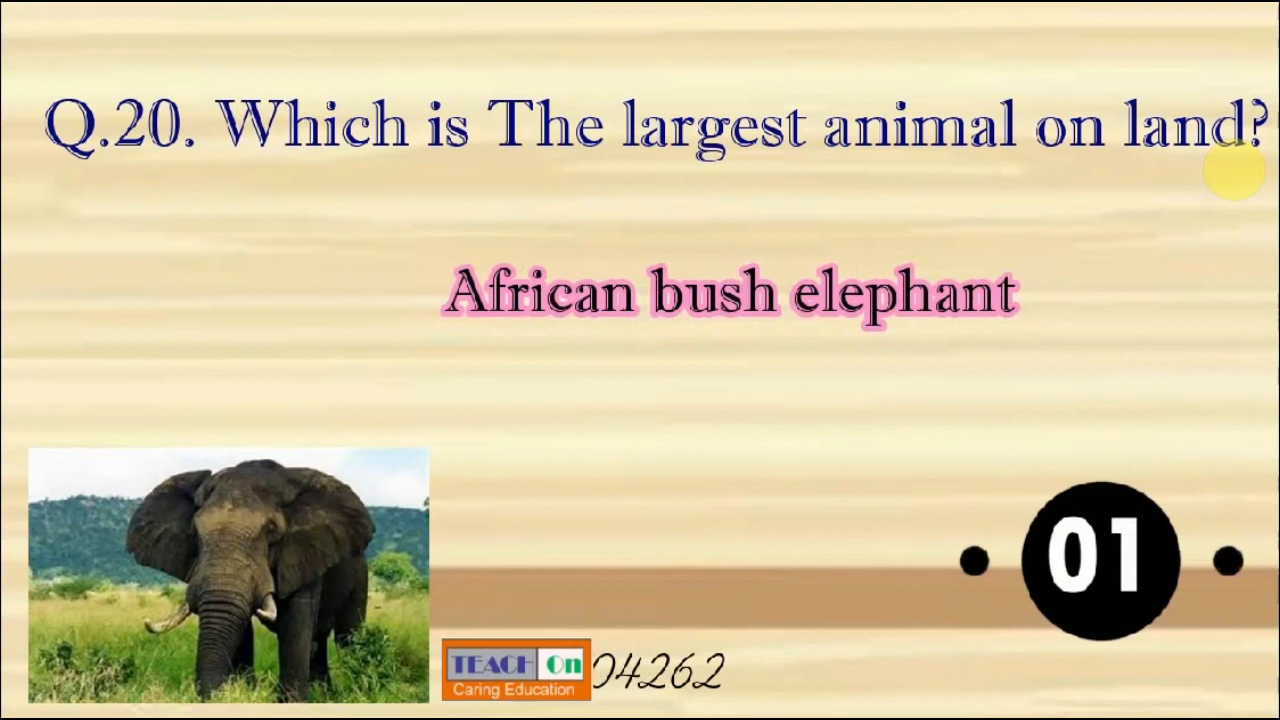 Q.20. Which is The largest animal on land?
African bush elephant
01
TEACH On
Caring Education
04262